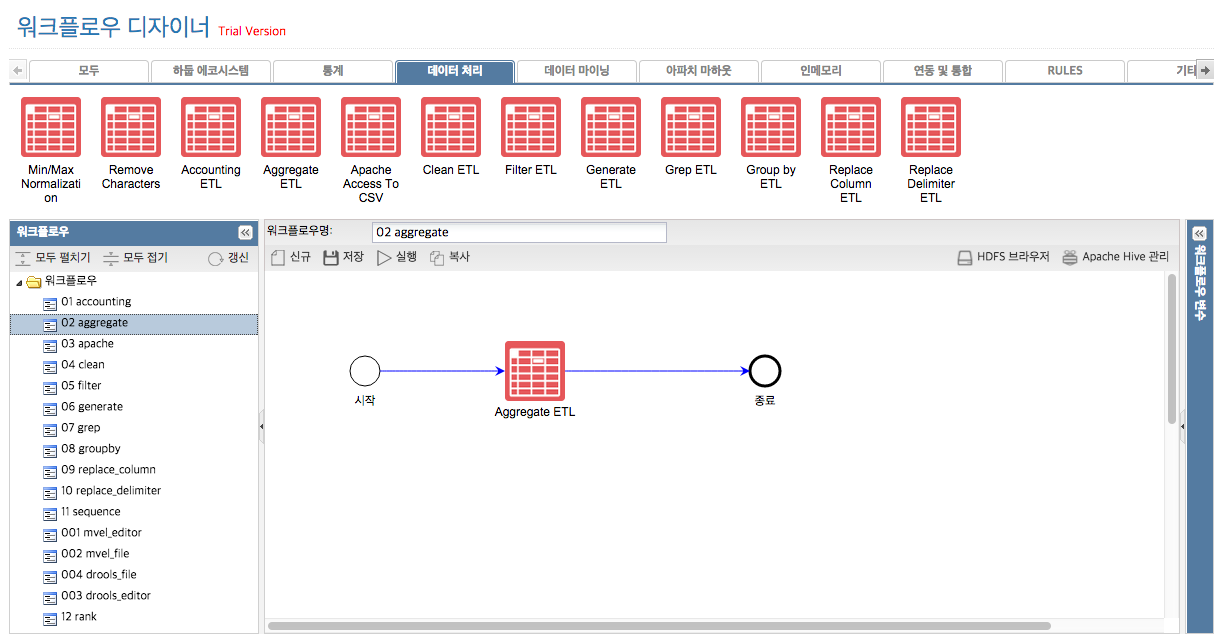 워크플로우 디자이너 Trial Version
모두 하둡 에코시스템 통계 데이터 처리 데이터 마이닝 아파치 마하웃 인메모리 연동 및 통합 RULES 기타
Min/Max
Normalizati
on
Remove
Characters
Accounting
ETL
Aggregate
ETL
Apache
Access To
CSV
Clean ETL
Filter ETL
Generate
ETL
Grep ETL
Group by
ETL
Replace
Column
ETL
Replace
Delimiter
ETL
워크플로우
모두 펼치기 모두 접기 갱신
워크플로우
01 accounting
02 aggregate
03 apache
04 clean
05 filter
06 generate
07 grep
08 groupby
09 replace_column
10 replace_delimiter
11 sequence
001 mvel_editor
002 mvel_file
004 drools_file
003 drools_editor
12 rank
워크플로우명: 02 aggregate
신규 저장 실행 복사 HDFS 브라우저 Apache Hive 관리
시작
Aggregate ETL
종료
워크플로우 변수